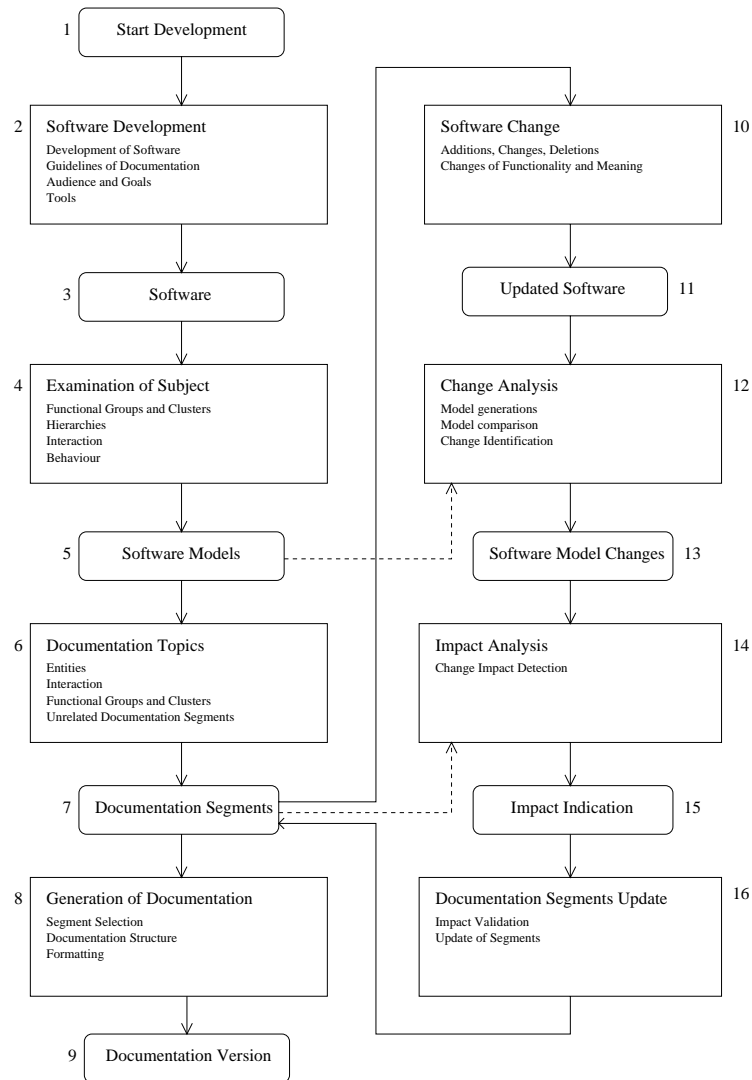 1
Start Development
2
Software Development
Development of Software
Guidelines of Documentation
Audience and Goals
Tools
3
Software
4
Examination of Subject
Functional Groups and Clusters
Hierarchies
Interaction
Behaviour
5
Software Models
6
Documentation Topics
Entities
Interaction
Functional Groups and Clusters
Unrelated Documentation Segments
7
Documentation Segments
8
Generation of Documentation
Segment Selection
Documentation Structure
Formatting
9
Documentation Version
10
Software Change
Additions, Changes, Deletions
Changes of Functionality and Meaning
Updated Software
11
Change Analysis
12
Model generations
Model comparison
Change Identification
Software Model Changes
13
Impact Analysis
14
Change Impact Detection
Impact Indication
15
Documentation Segments Update
16
Impact Validation
Update of Segments